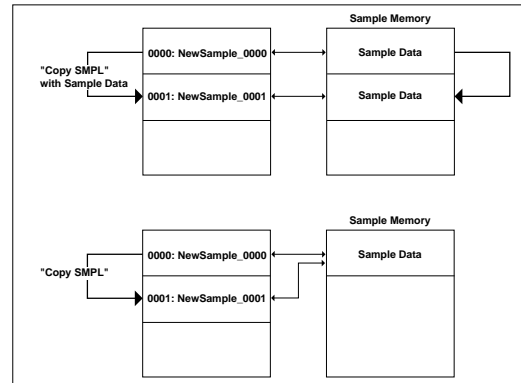 Sample Memory
0000: NewSample_0000
Sample Data
"Copy SMPL"
with Sample Data
0001: NewSample_0001
Sample Data
Sample Memory
0000: NewSample_0000
Sample Data
"Copy SMPL"
0001: NewSample_0001